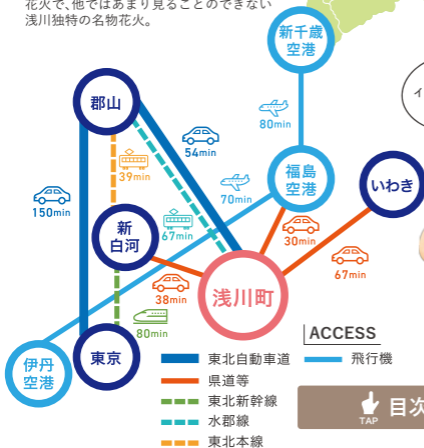 花火で、他ではあまり見ることのできない
浅川独特の名物花火。
新千歳
空港
郡山
54min
80min
39min
福島
空港
いわき
70min
150min
67min
新
白河
30min
67min
浅川町
38min
80min
ACCESS
伊丹
空港
東京
東北自動車道
飛行機
県道等
東北新幹線
水郡線
東北本線
TAP
目次